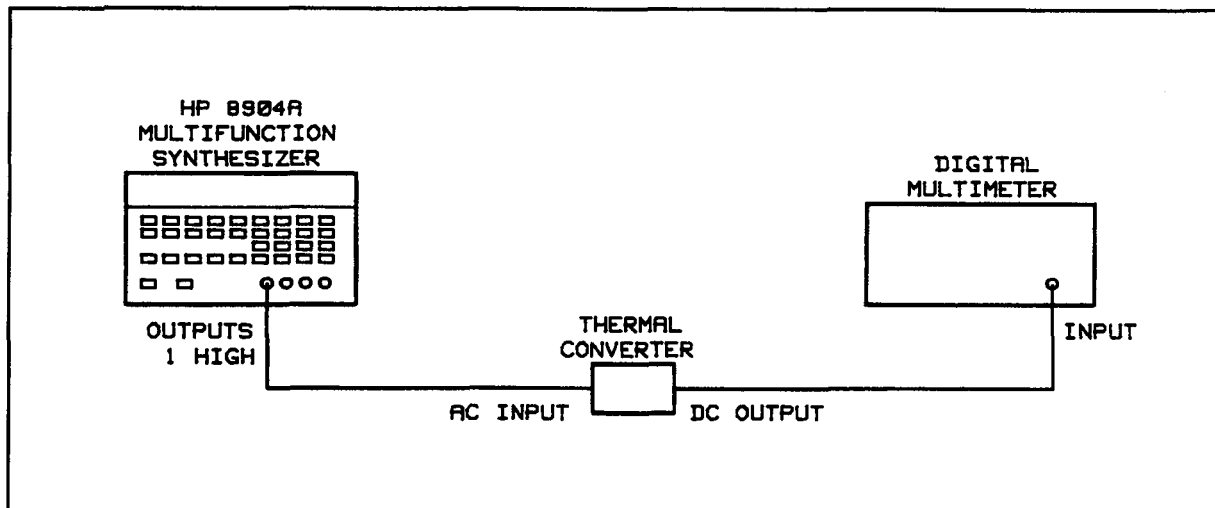 HP 8904A
MULTIFUNCTION
SYNTHESIZER
DIGITAL
MULTIMETER
OUTPUTS
1 HIGH
THERMAL
CONVERTER
INPUT
AC INPUT
DC OUTPUT